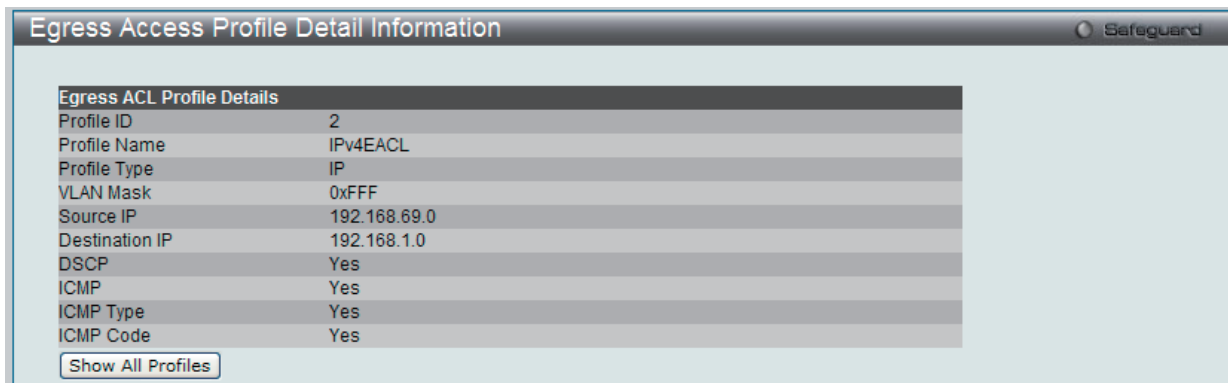 Egress Access Profile Detail Information
Safeguard
Egress ACL Profile Details
Profile ID 2
Profile Name IPv4EACL
Profile Type IP
VLAN Mask 0xFFF
Source IP 192.168.69.0
Destination IP 192.168.1.0
DSCP Yes
ICMP Yes
ICMP Type Yes
ICMP Code Yes
Show All Profiles